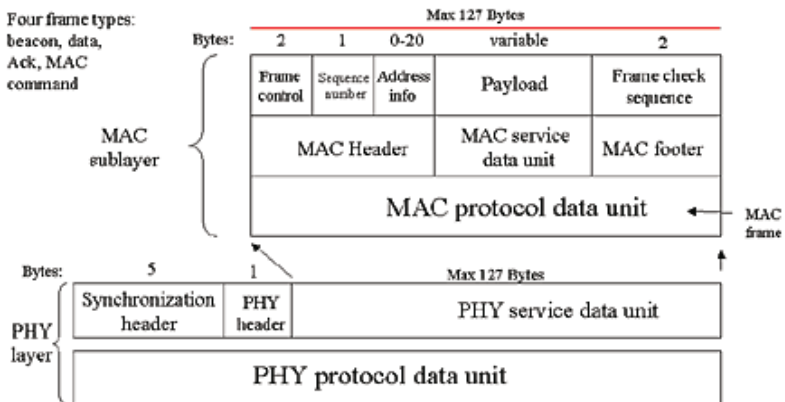 Four frame types:
beacon, data,
Ack, MAC
command
Max 127 Bytes
Bytes: 2 1 0-20 variable 2
Frame control
Sequence number
Address info
Payload
Frame check sequence
MAC sublayer
MAC Header
MAC service data unit
MAC footer
MAC protocol data unit
MAC frame
Bytes: 5 1 Max 127 Bytes
Synchronization header
PHY header
PHY service data unit
PHY layer
PHY protocol data unit